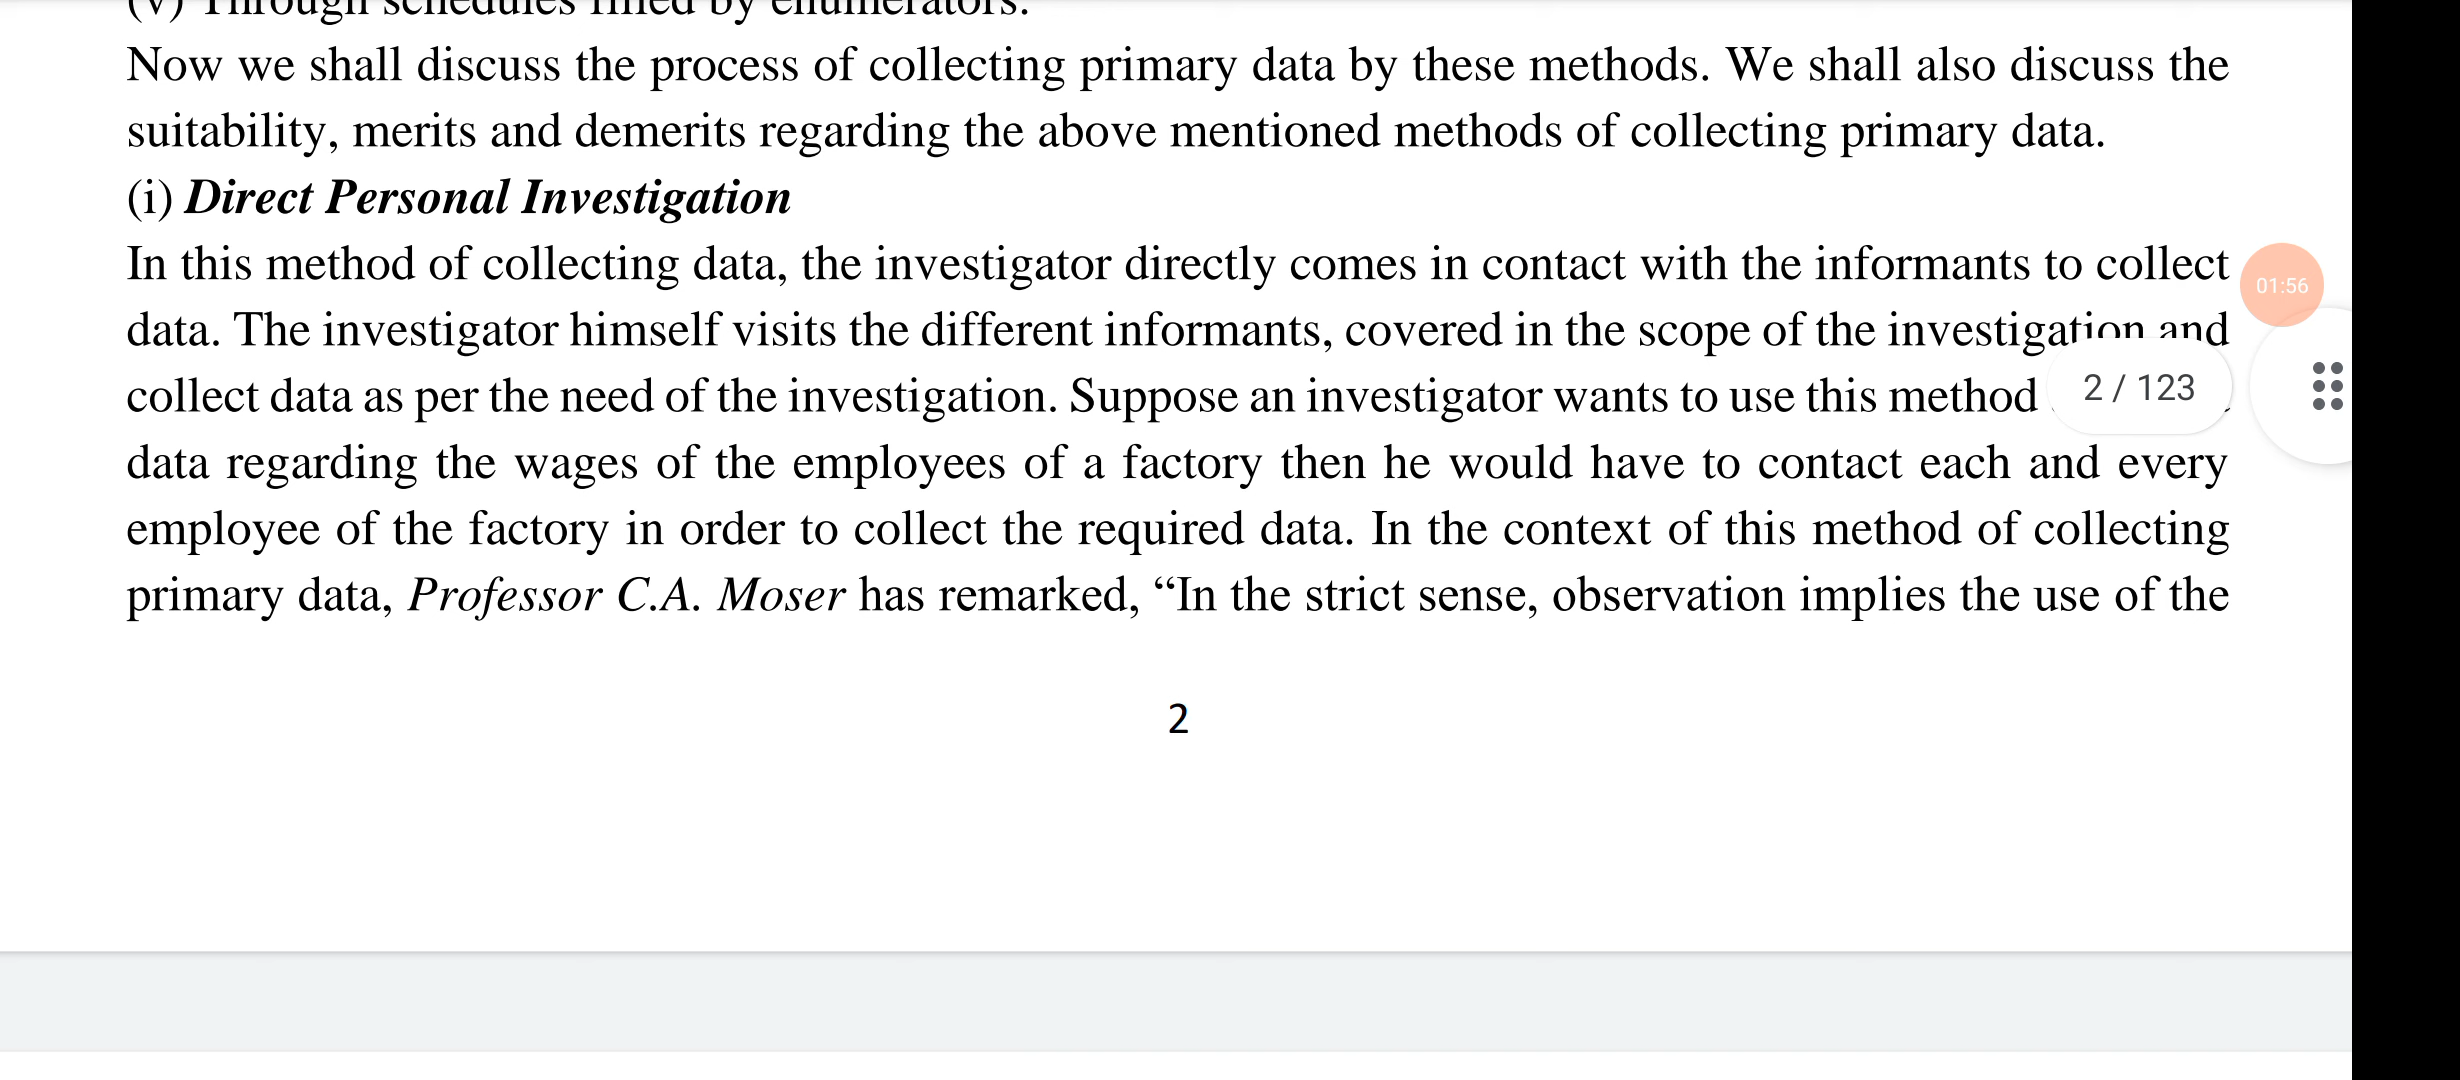 (v) Through schedules filled by enumerators.
Now we shall discuss the process of collecting primary data by these methods. We shall also discuss the
suitability, merits and demerits regarding the above mentioned methods of collecting primary data.
(i) Direct Personal Investigation
In this method of collecting data, the investigator directly comes in contact with the informants to collect
01:56
data. The investigator himself visits the different informants, covered in the scope of the investigation and
collect data as per the need of the investigation. Suppose an investigator wants to use this method
2 / 123
data regarding the wages of the employees of a factory then he would have to contact each and every
employee of the factory in order to collect the required data. In the context of this method of collecting
primary data, Professor C.A. Moser has remarked, “In the strict sense, observation implies the use of the
2